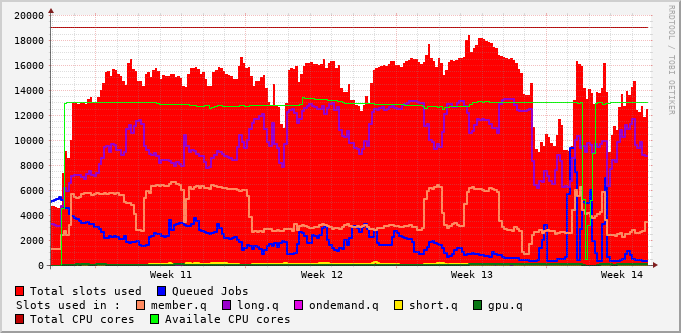 20000
18000
16000
14000
12000
10000
8000
6000
4000
2000
0
Week 11 Week 12 Week 13 Week 14
RRDTOOL / TOBI OETIKER
Total slots used Queued Jobs
Slots used in : member.q long.q ondemand.q short.q gpu.q
Total CPU cores Availale CPU cores